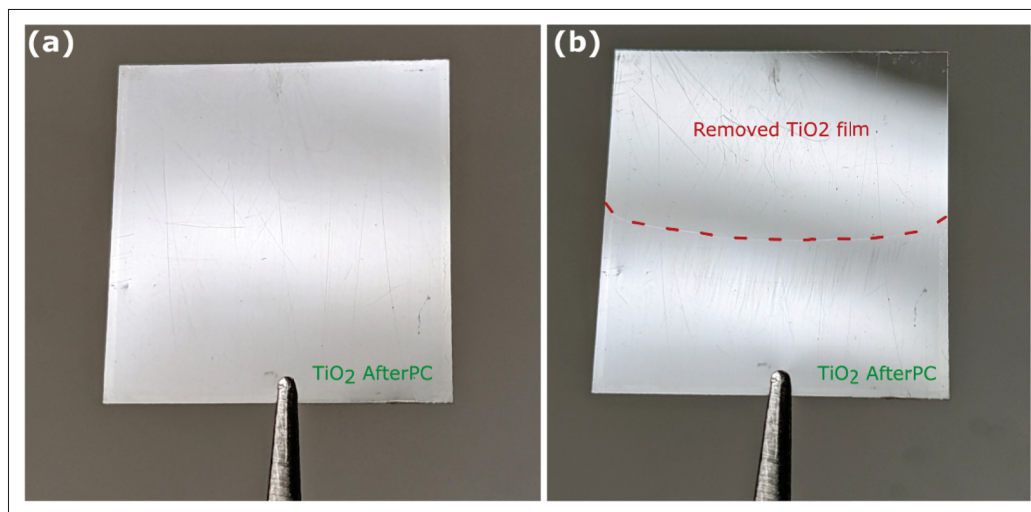 (a)
TiO₂ AfterPC
(b)
Removed TiO2 film
TiO₂ AfterPC